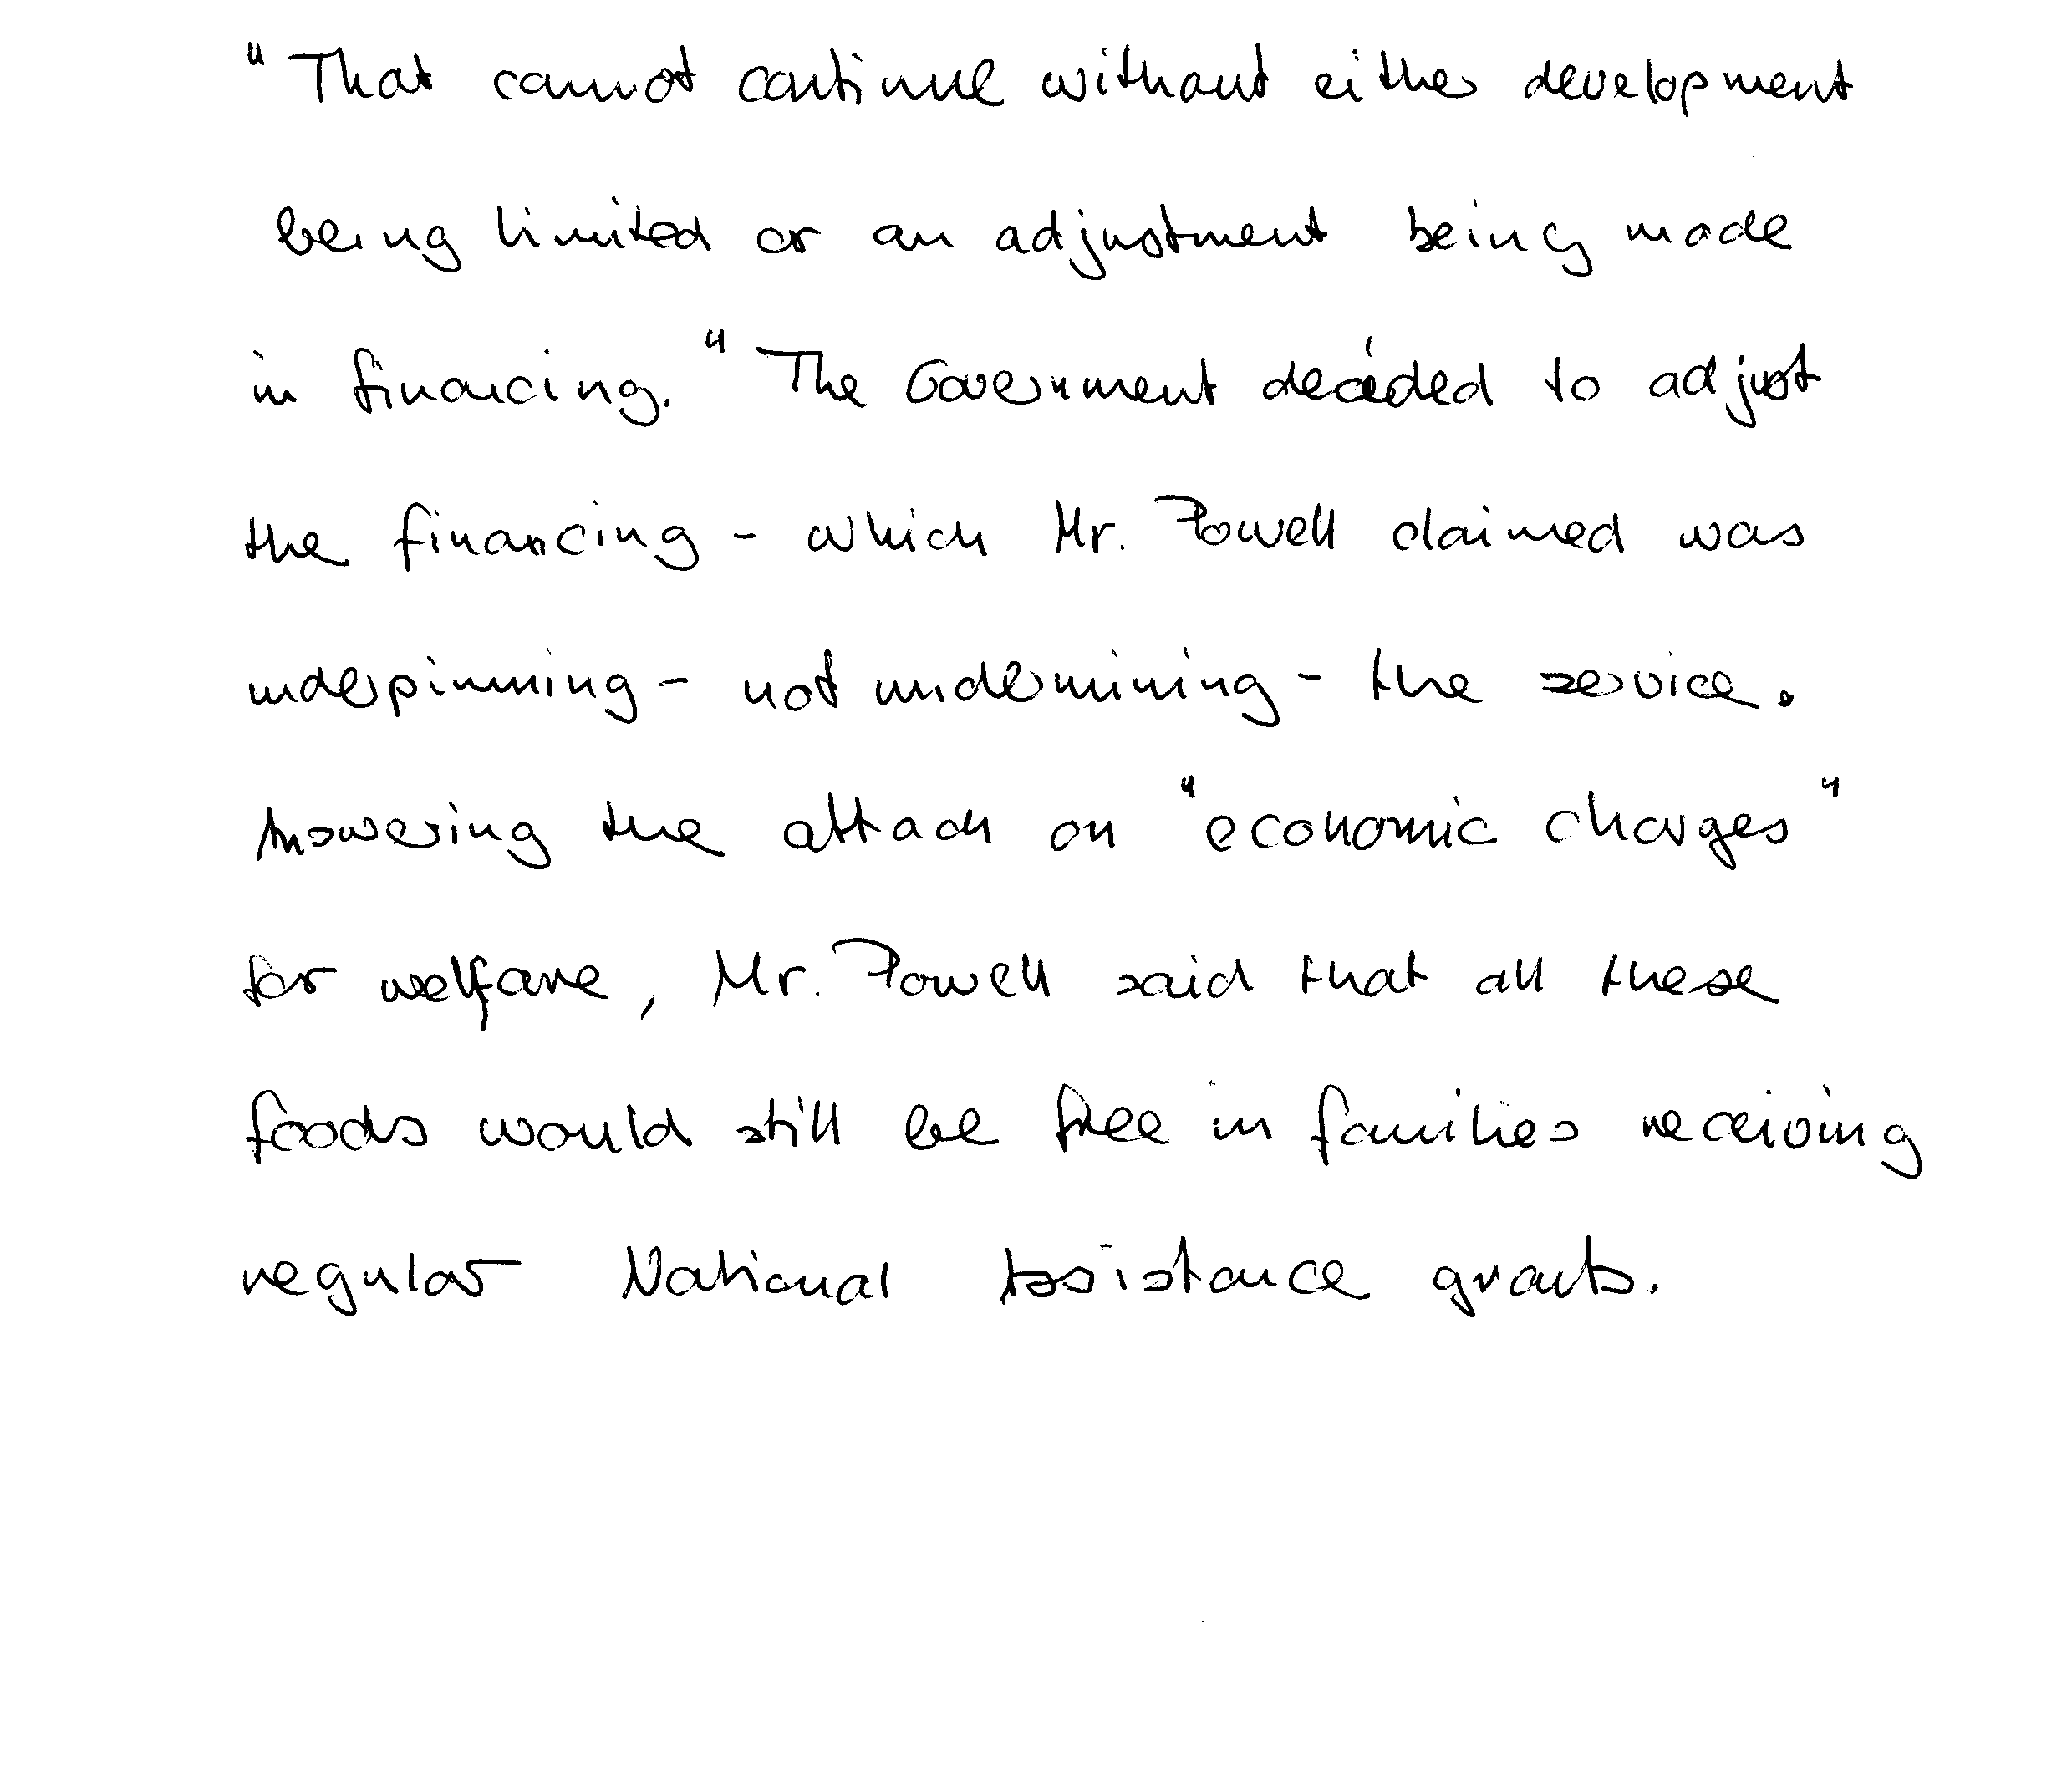 "That cannot continue without either development
being limited or an adjustment being made
in financing." The Government decided to adjust
the financing - which Mr. Powell claimed was
underpinning - not undermining - the service.
Answering the attack on "economic charges"
for welfare, Mr. Powell said that all these
foods would still be free in families receiving
regular National Assistance grants.